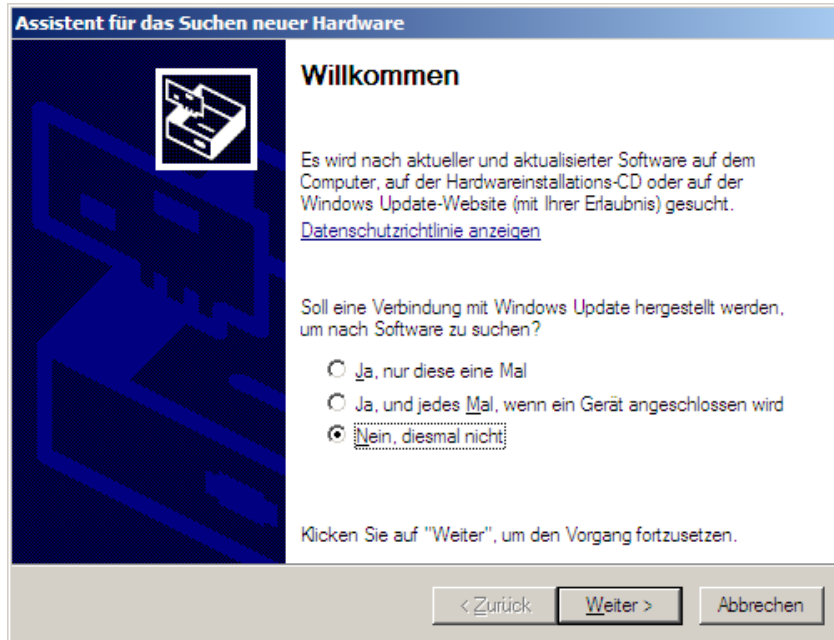 Assistent für das Suchen neuer Hardware
Willkommen
Es wird nach aktueller und aktualisierter Software auf dem
Computer, auf der Hardwareinstallations-CD oder auf der
Windows Update-Website (mit Ihrer Erlaubnis) gesucht.
Datenschutzrichtlinie anzeigen
Soll eine Verbindung mit Windows Update hergestellt werden,
um nach Software zu suchen?
Ja, nur diese eine Mal
Ja, und jedes Mal, wenn ein Gerät angeschlossen wird
Nein, diesmal nicht
Klicken Sie auf "Weiter", um den Vorgang fortzusetzen.
< Zurück Weiter > Abbrechen